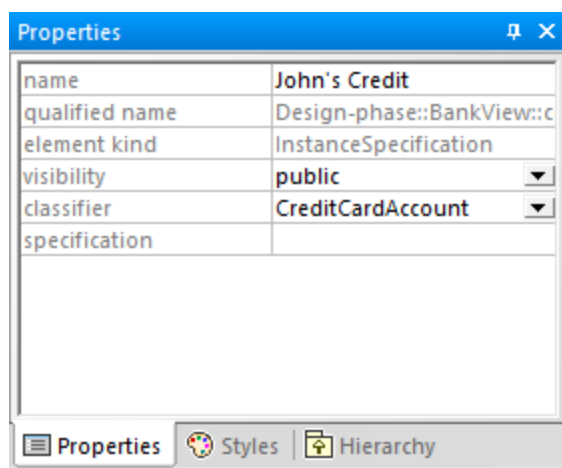 Properties
name John's Credit
qualified name Design-phase::BankView::c
element kind InstanceSpecification
visibility public
classifier CreditCardAccount
specification
Properties Styles Hierarchy